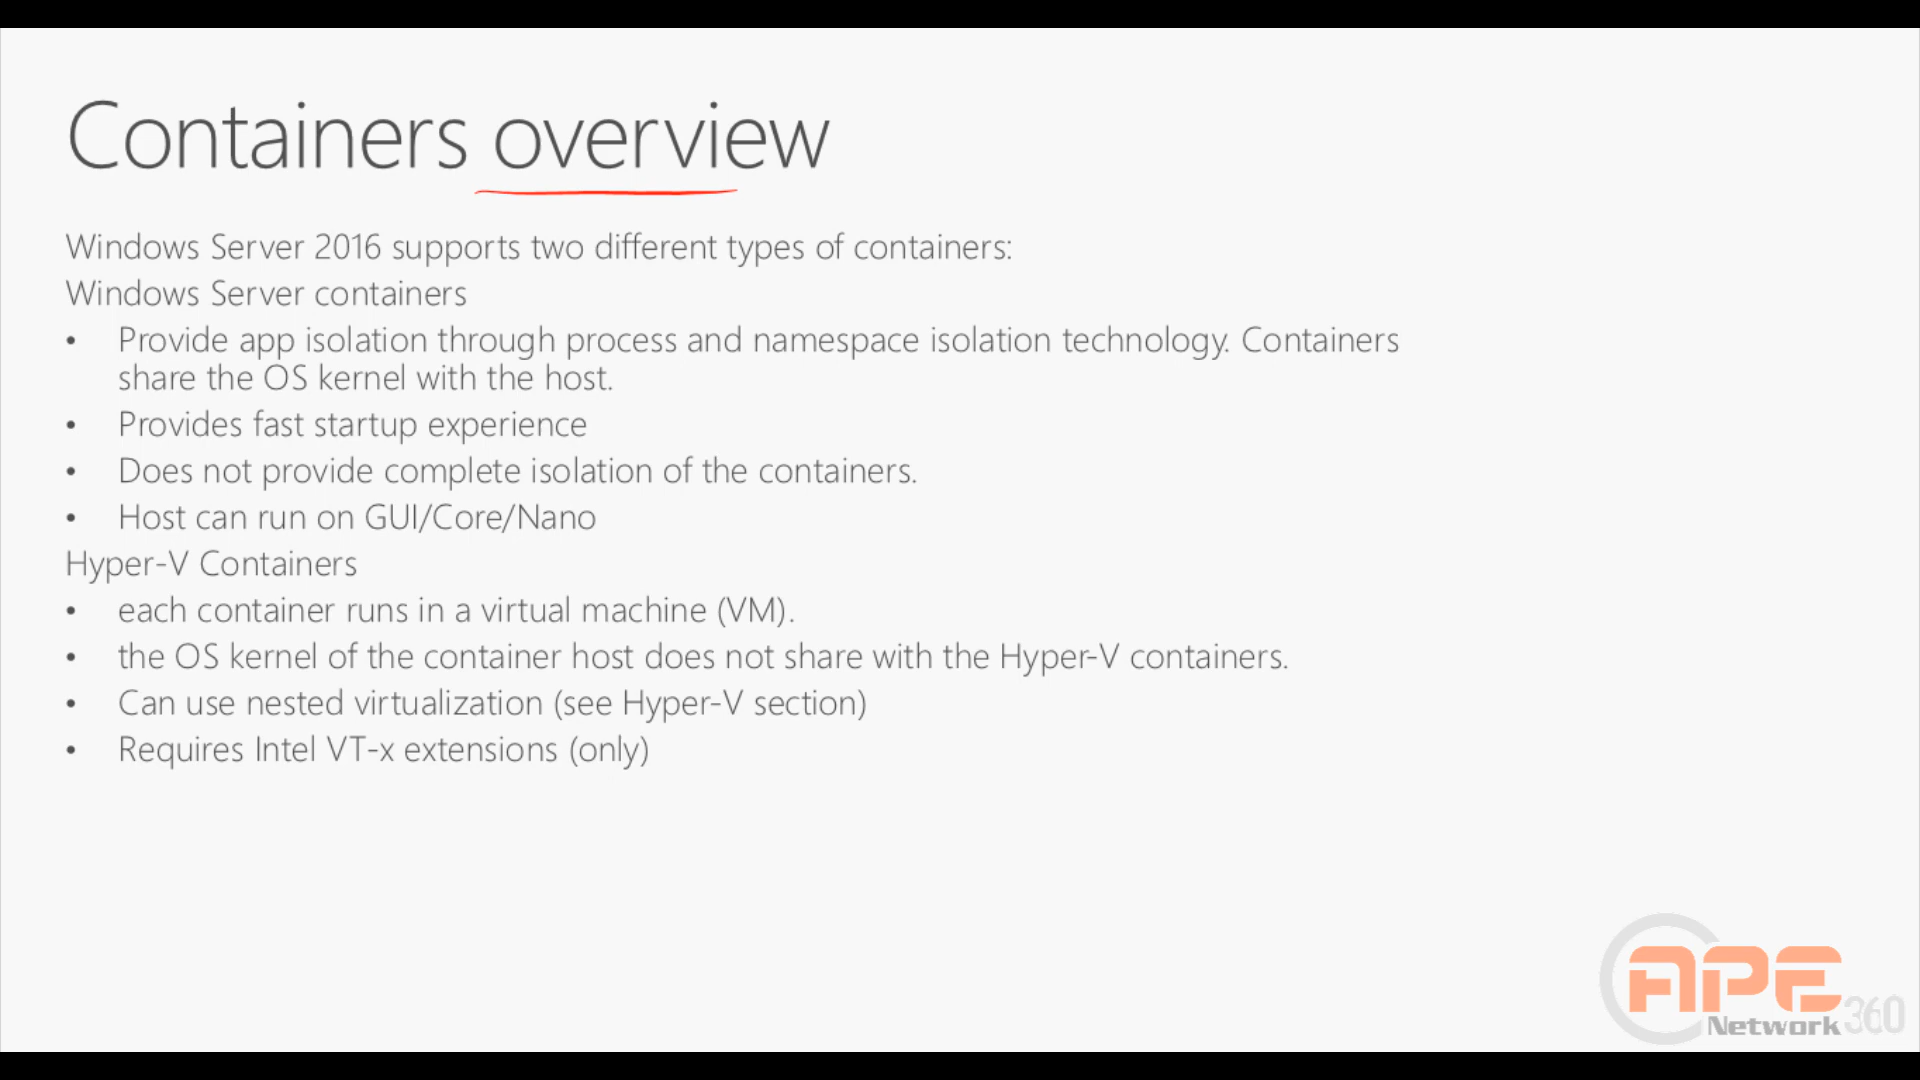 Containers overview
Windows Server 2016 supports two different types of containers:
Windows Server containers
• Provide app isolation through process and namespace isolation technology. Containers
share the OS kernel with the host.
• Provides fast startup experience
• Does not provide complete isolation of the containers.
• Host can run on GUI/Core/Nano
Hyper-V Containers
• each container runs in a virtual machine (VM).
• the OS kernel of the container host does not share with the Hyper-V containers.
• Can use nested virtualization (see Hyper-V section)
• Requires Intel VT-x extensions (only)
APE
Network 360